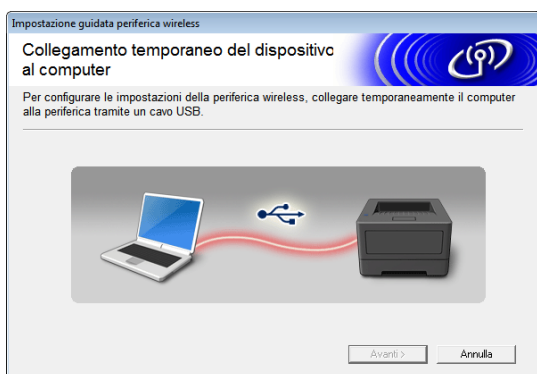 Impostazione guidata periferica wireless
Collegamento temporaneo del dispositivo
al computer
Per configurare le impostazioni della periferica wireless, collegare temporaneamente il computer
alla periferica tramite un cavo USB.
Avanti >
Annulla